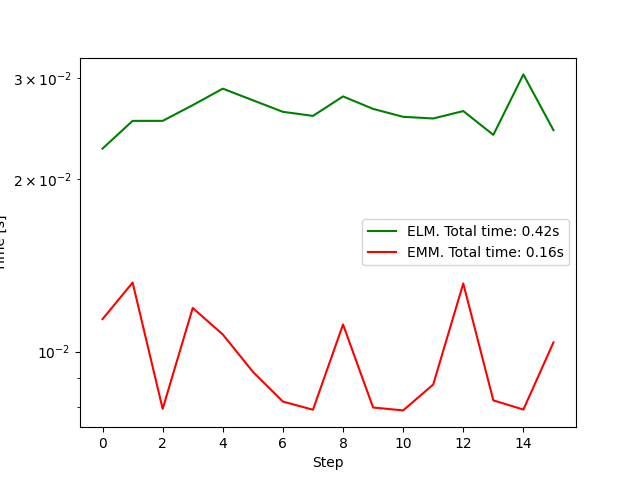 3 × 10⁻²
2 × 10⁻²
10⁻²
Time [s]
ELM. Total time: 0.42s
EMM. Total time: 0.16s
0 2 4 6 8 10 12 14
Step